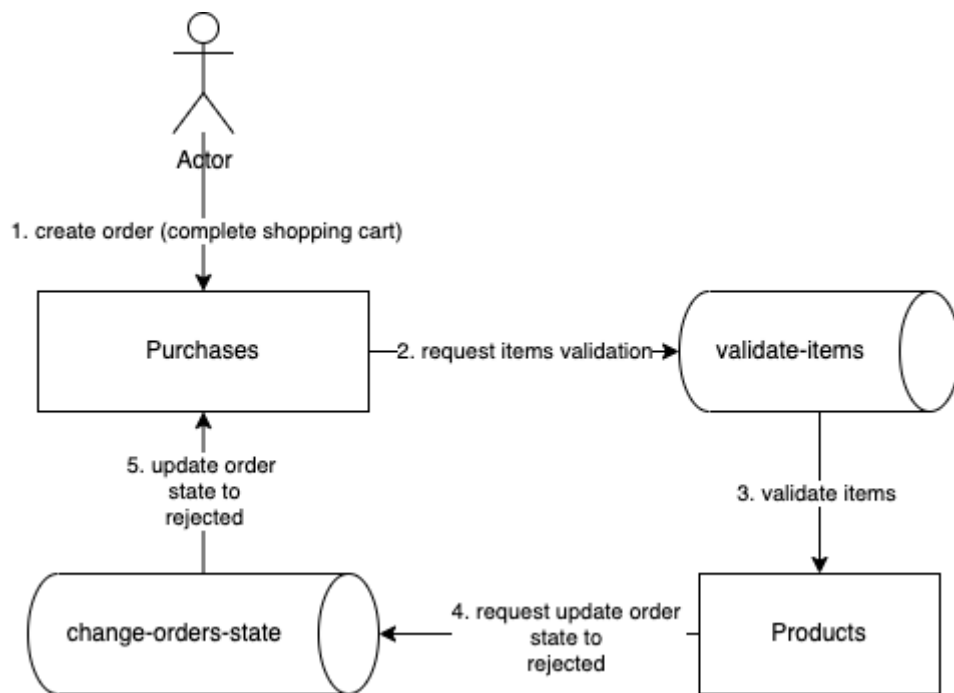 Actor
1. create order (complete shopping cart)
Purchases
2. request items validation
validate-items
3. validate items
Products
4. request update order
state to
rejected
change-orders-state
5. update order
state to
rejected